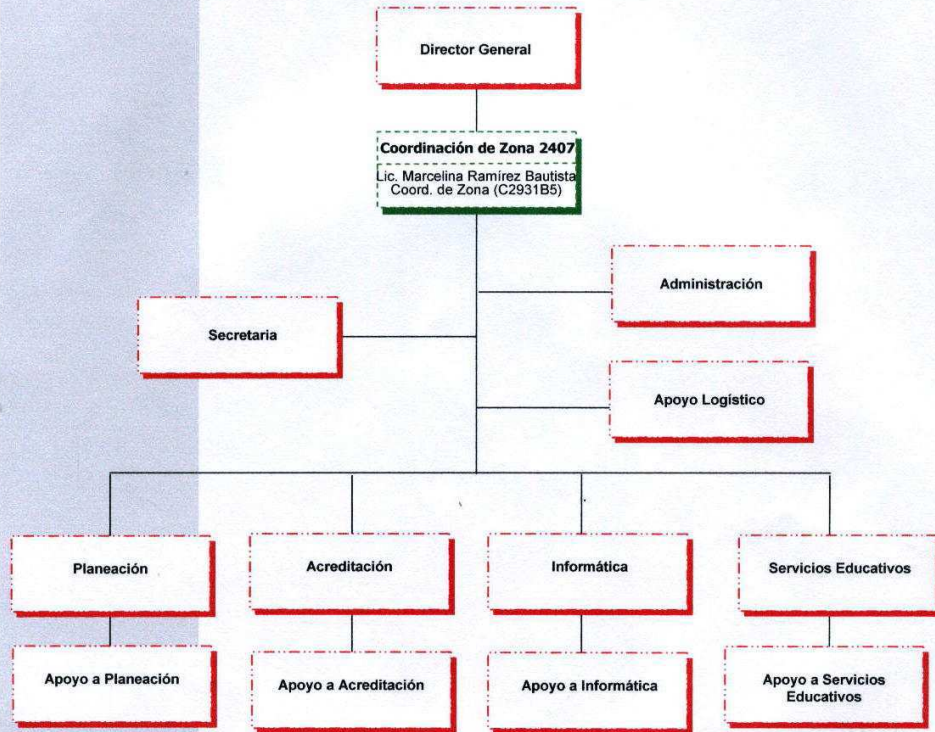 Director General
Coordinación de Zona 2407
Lic. Marcelina Ramírez Bautista
Coord. de Zona (C2931B5)
Administración
Secretaria
Apoyo Logístico
Planeación
Acreditación
Informática
Servicios Educativos
Apoyo a Planeación
Apoyo a Acreditación
Apoyo a Informática
Apoyo a Servicios
Educativos